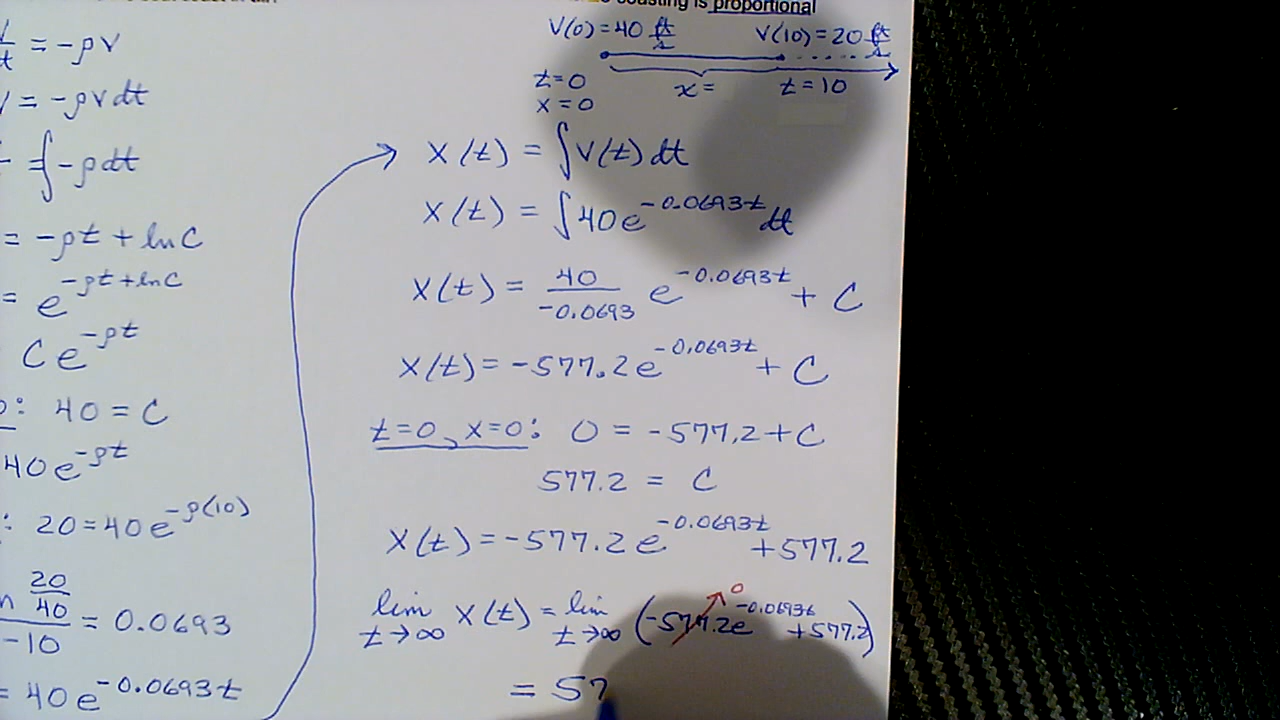 coasting is proportional
V(0)=40 ft/s V(10)=20 ft/s
t=0 x= t=10
x=0
= -ρv
= -ρvdt
= ∫-ρdt
= -ρt + ln C
= e^{-ρt+ln C}
Ce^{-ρt}
: 40 = C
40e^{-ρt}
: 20=40e^{-ρ(10)}
20/40 / -10 = 0.0693
= 40e^{-0.0693t}
X(t) = ∫V(t)dt
X(t) = ∫40e^{-0.0693t}dt
X(t) = 40/-0.0693 e^{-0.0693t} + C
X(t) = -577.2e^{-0.0693t} + C
t=0, x=0: 0 = -577.2+C
577.2 = C
X(t) = -577.2e^{-0.0693t} +577.2
lim t→∞ X(t) = lim t→∞ (-577.2e^{-0.0693t} +577.2) 0
= 57